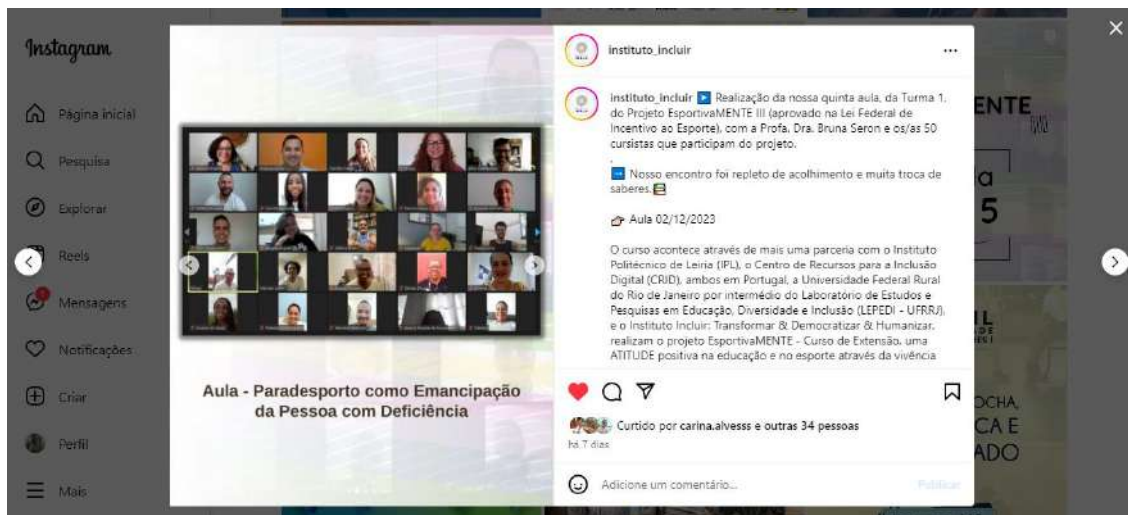 Instagram
Página inicial
Pesquisa
Explorar
Reels
Mensagens
Notificações
Criar
Perfil
Mais
Aula - Paradesporto como Emancipação
da Pessoa com Deficiência
instituto_incluir
instituto_incluir ▶ Realização da nossa quinta aula, da Turma 1,
do Projeto EsportivaMENTE III (aprovado na Lei Federal de
Incentivo ao Esporte), com a Profa. Dra. Bruna Seron e os/as 50
cursistas que participam do projeto.
.
➡ Nosso encontro foi repleto de acolhimento e muita troca de
saberes.
Aula 02/12/2023
O curso acontece através de mais uma parceria com o Instituto
Politécnico de Leiria (IPL), o Centro de Recursos para a Inclusão
Digital (CRID), ambos em Portugal, a Universidade Federal Rural
do Rio de Janeiro por intermédio do Laboratório de Estudos e
Pesquisas em Educação, Diversidade e Inclusão (LEPEDI - UFRRJ),
e o Instituto Incluir: Transformar & Democratizar & Humanizar,
realizam o projeto EsportivaMENTE - Curso de Extensão, uma
ATITUDE positiva na educação e no esporte através da vivência
Curtido por carina.alvesss e outras 34 pessoas
há 7 dias
Adicione um comentário...
Publicar
ENTE
5
OCHA,
CA E
ADO